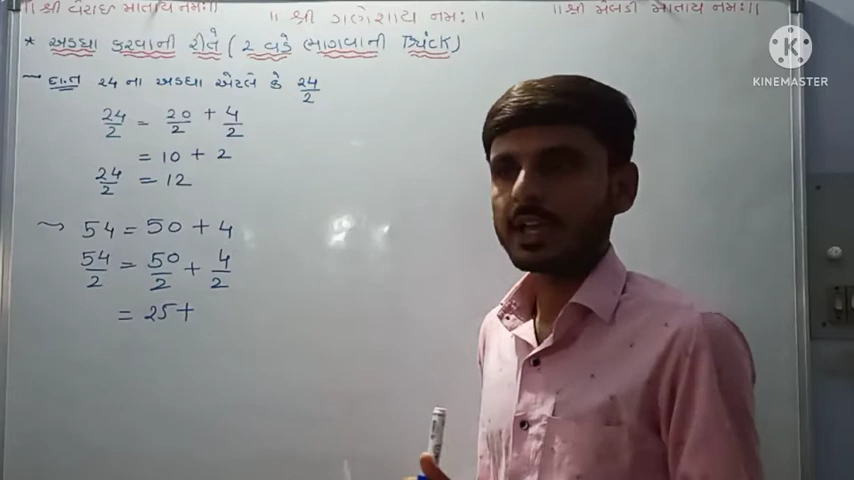 ॥ શ્રી વૈરાઇ માતાય નમઃ॥
॥ શ્રી ગણેશાય નમઃ॥
॥શ્રી મેલડી માતાય નમઃ॥
* અડધા કરવાની રીત ( 2 વડે ભાગવાની ટ્રિક )
~ દા.ત 24 ના અડધા એટલે કે 24/2
24/2 = 20/2 + 4/2
= 10 + 2
24/2 = 12
~ 54 = 50 + 4
54/2 = 50/2 + 4/2
= 25+
KINEMASTER